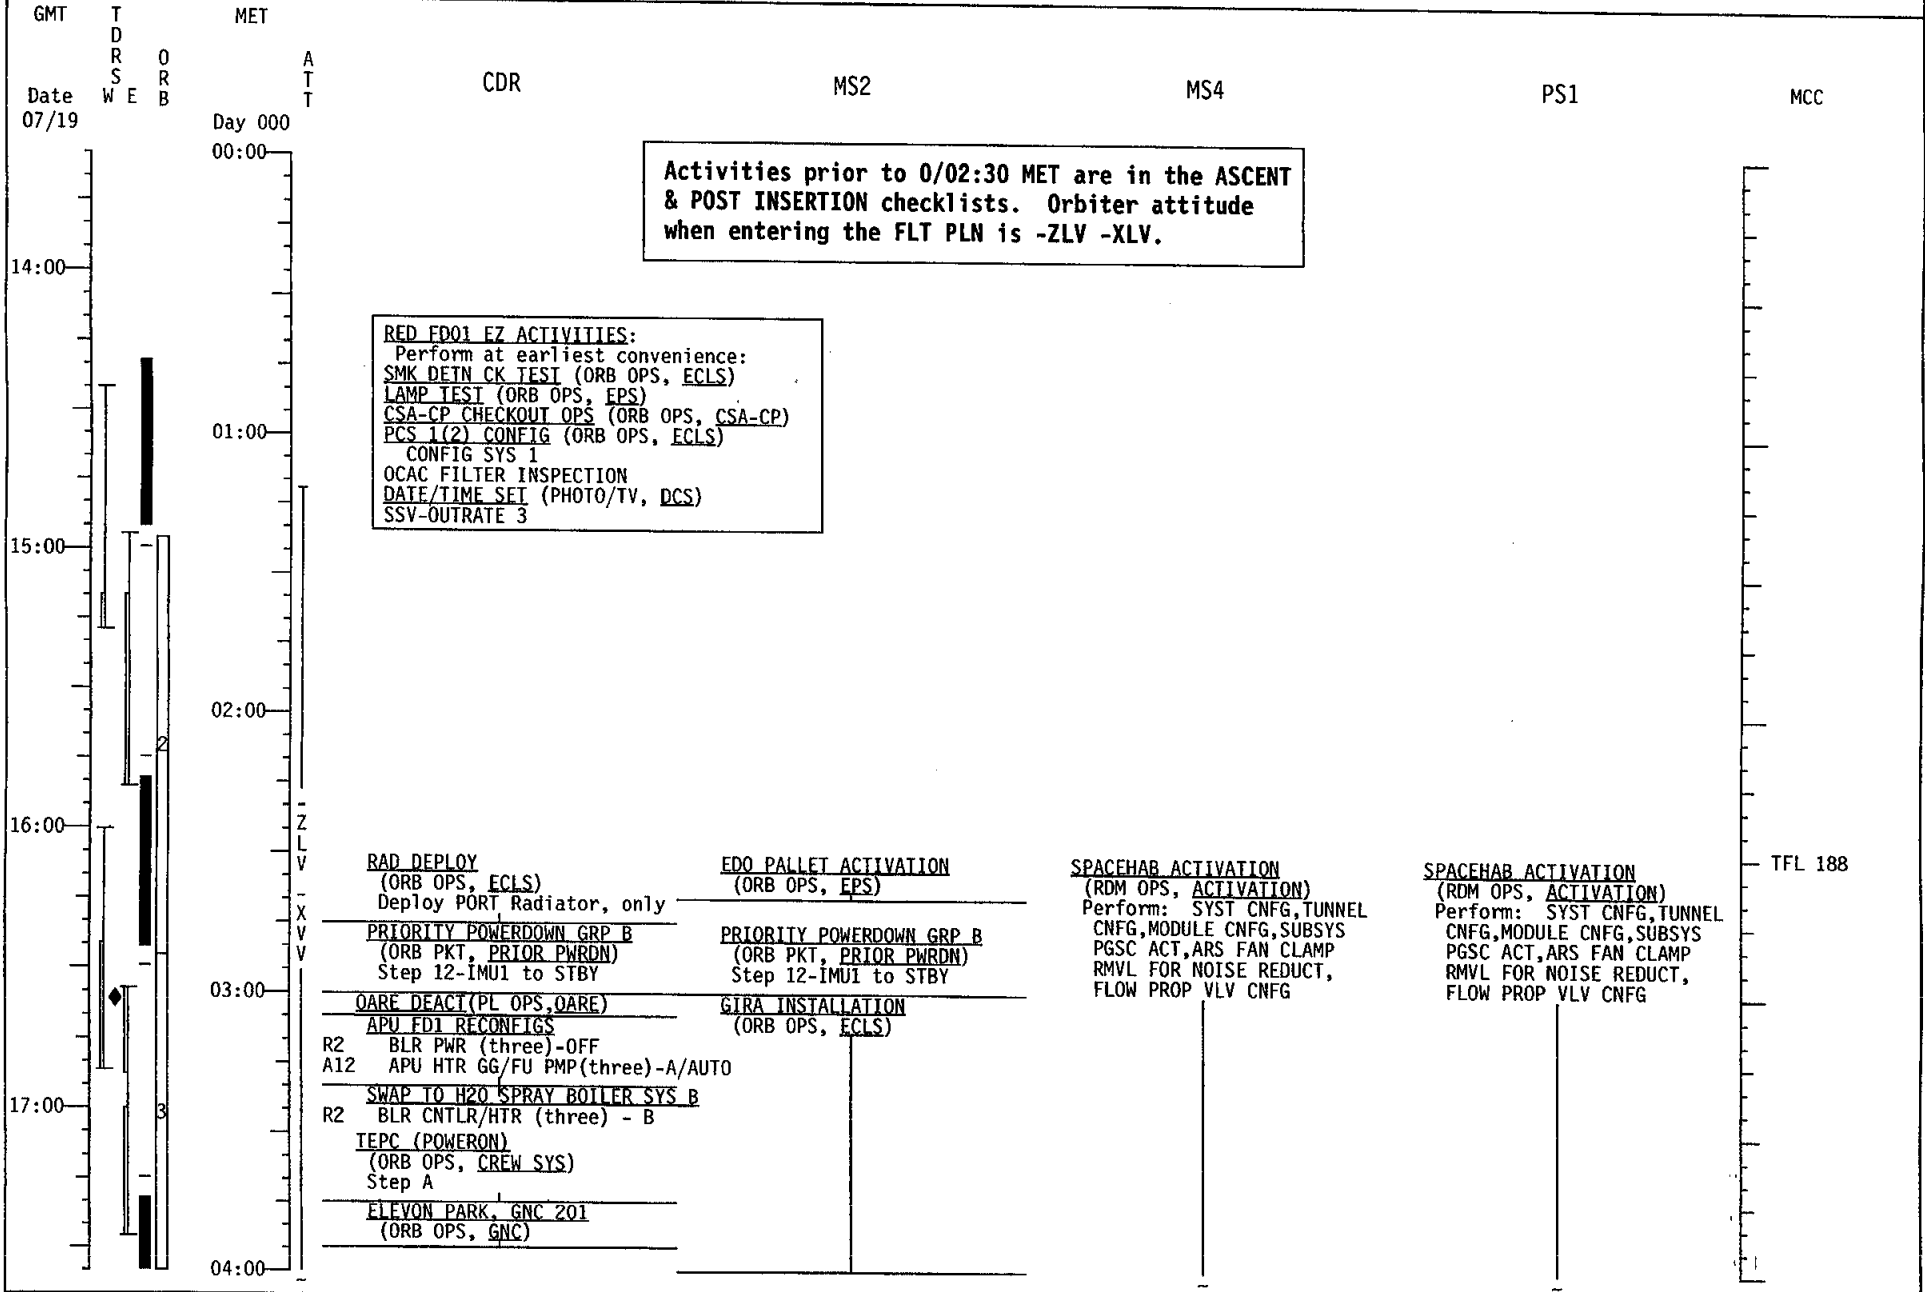 GMT
TDRS
W E
ORB
MET
ATT
CDR
MS2
MS4
PS1
MCC
Date
07/19
Day 000
00:00
Activities prior to 0/02:30 MET are in the ASCENT
& POST INSERTION checklists. Orbiter attitude
when entering the FLT PLN is -ZLV -XLV.
14:00
RED FD01 EZ ACTIVITIES:
Perform at earliest convenience:
SMK DETN CK TEST (ORB OPS, ECLS)
LAMP TEST (ORB OPS, EPS)
CSA-CP CHECKOUT OPS (ORB OPS, CSA-CP)
PCS 1(2) CONFIG (ORB OPS, ECLS)
CONFIG SYS 1
OCAC FILTER INSPECTION
DATE/TIME SET (PHOTO/TV, DCS)
SSV-OUTRATE 3
01:00
15:00
02:00
2
16:00
-ZLV
-XVV
RAD DEPLOY
(ORB OPS, ECLS)
Deploy PORT Radiator, only
PRIORITY POWERDOWN GRP B
(ORB PKT, PRIOR PWRDN)
Step 12-IMU1 to STBY
03:00
OARE DEACT(PL OPS,OARE)
APU FD1 RECONFIGS
R2 BLR PWR (three)-OFF
A12 APU HTR GG/FU PMP(three)-A/AUTO
17:00
3
SWAP TO H2O SPRAY BOILER SYS B
R2 BLR CNTLR/HTR (three) - B
TEPC (POWERON)
(ORB OPS, CREW SYS)
Step A
ELEVON PARK, GNC 201
(ORB OPS, GNC)
04:00
EDO PALLET ACTIVATION
(ORB OPS, EPS)
PRIORITY POWERDOWN GRP B
(ORB PKT, PRIOR PWRDN)
Step 12-IMU1 to STBY
GIRA INSTALLATION
(ORB OPS, ECLS)
SPACEHAB ACTIVATION
(RDM OPS, ACTIVATION)
Perform: SYST CNFG,TUNNEL
CNFG,MODULE CNFG,SUBSYS
PGSC ACT,ARS FAN CLAMP
RMVL FOR NOISE REDUCT,
FLOW PROP VLV CNFG
~
SPACEHAB ACTIVATION
(RDM OPS, ACTIVATION)
Perform: SYST CNFG,TUNNEL
CNFG,MODULE CNFG,SUBSYS
PGSC ACT,ARS FAN CLAMP
RMVL FOR NOISE REDUCT,
FLOW PROP VLV CNFG
~
TFL 188